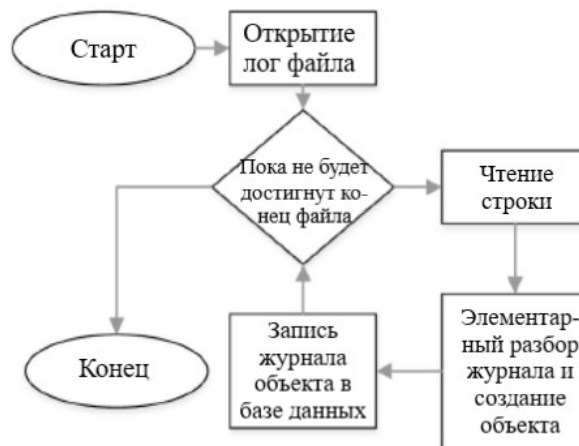 Старт
Открытие
лог файла
Пока не будет
достигнут ко-
нец файла
Чтение
строки
Элементар-
ный разбор
журнала и
создание
объекта
Запись
журнала
объекта в
базе данных
Конец